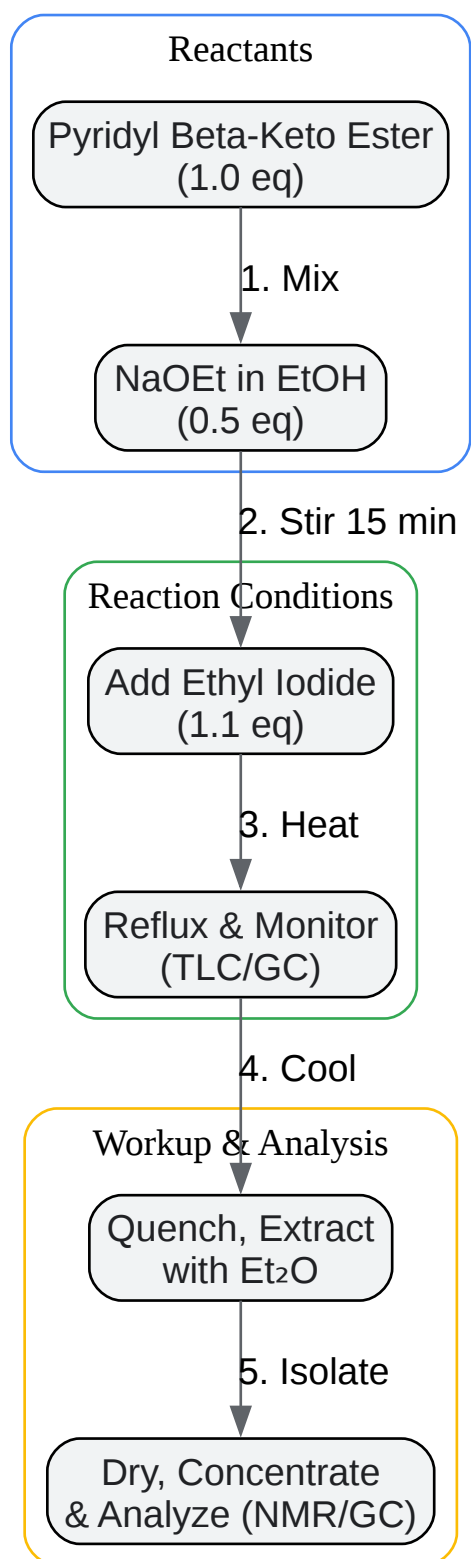 Reactants
Pyridyl Beta-Keto Ester
(1.0 eq)
1. Mix
NaOEt in EtOH
(0.5 eq)
2. Stir 15 min
Reaction Conditions
Add Ethyl Iodide
(1.1 eq)
3. Heat
Reflux & Monitor
(TLC/GC)
4. Cool
Workup & Analysis
Quench, Extract
with Et₂O
5. Isolate
Dry, Concentrate
& Analyze (NMR/GC)